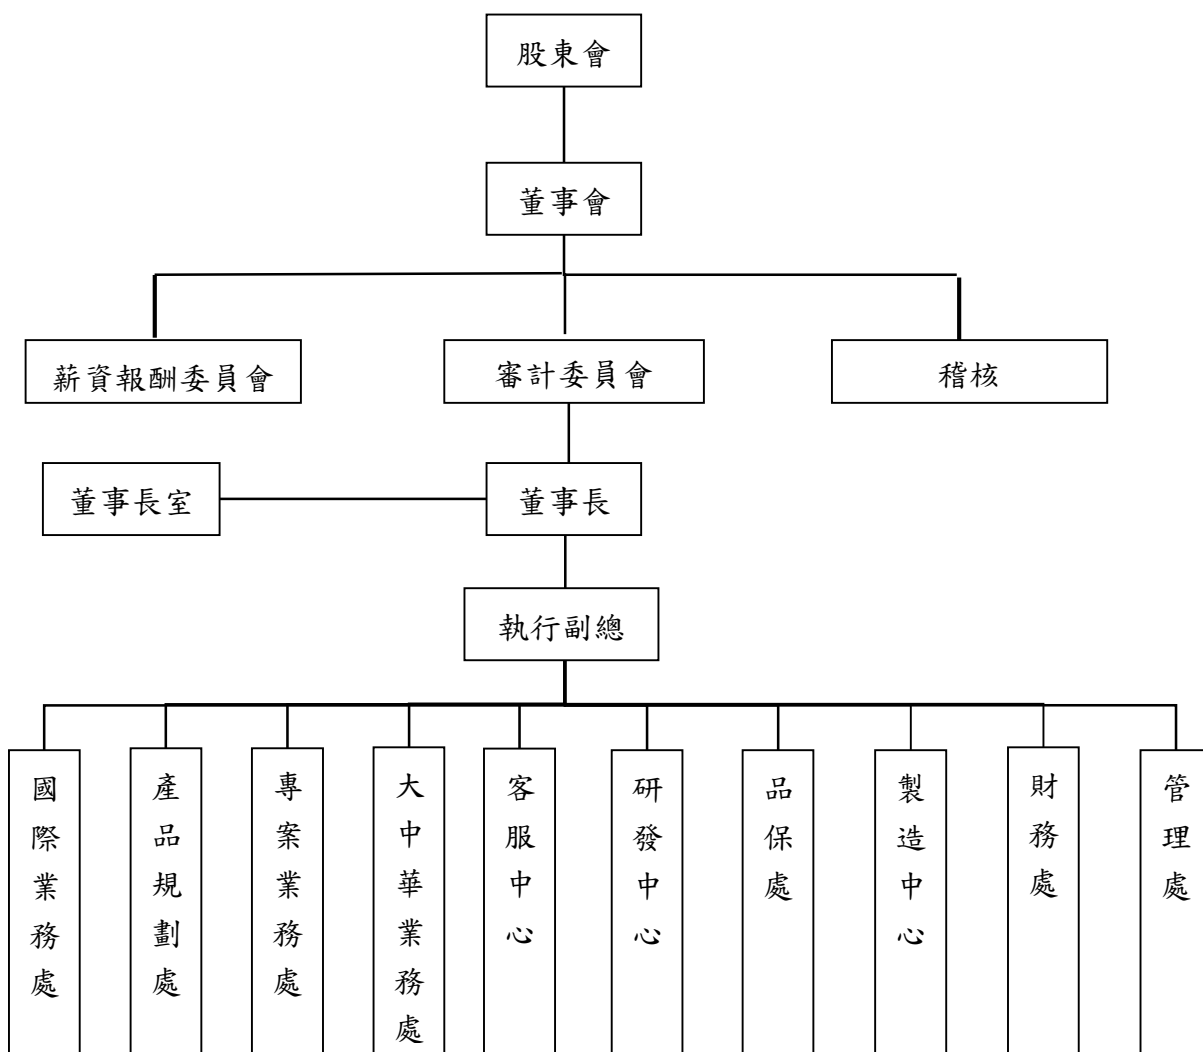 股東會
董事會
薪資報酬委員會
審計委員會
稽核
董事長室
董事長
執行副總
國際業務處
產品規劃處
專案業務處
大中華業務處
客服中心
研發中心
品保處
製造中心
財務處
管理處